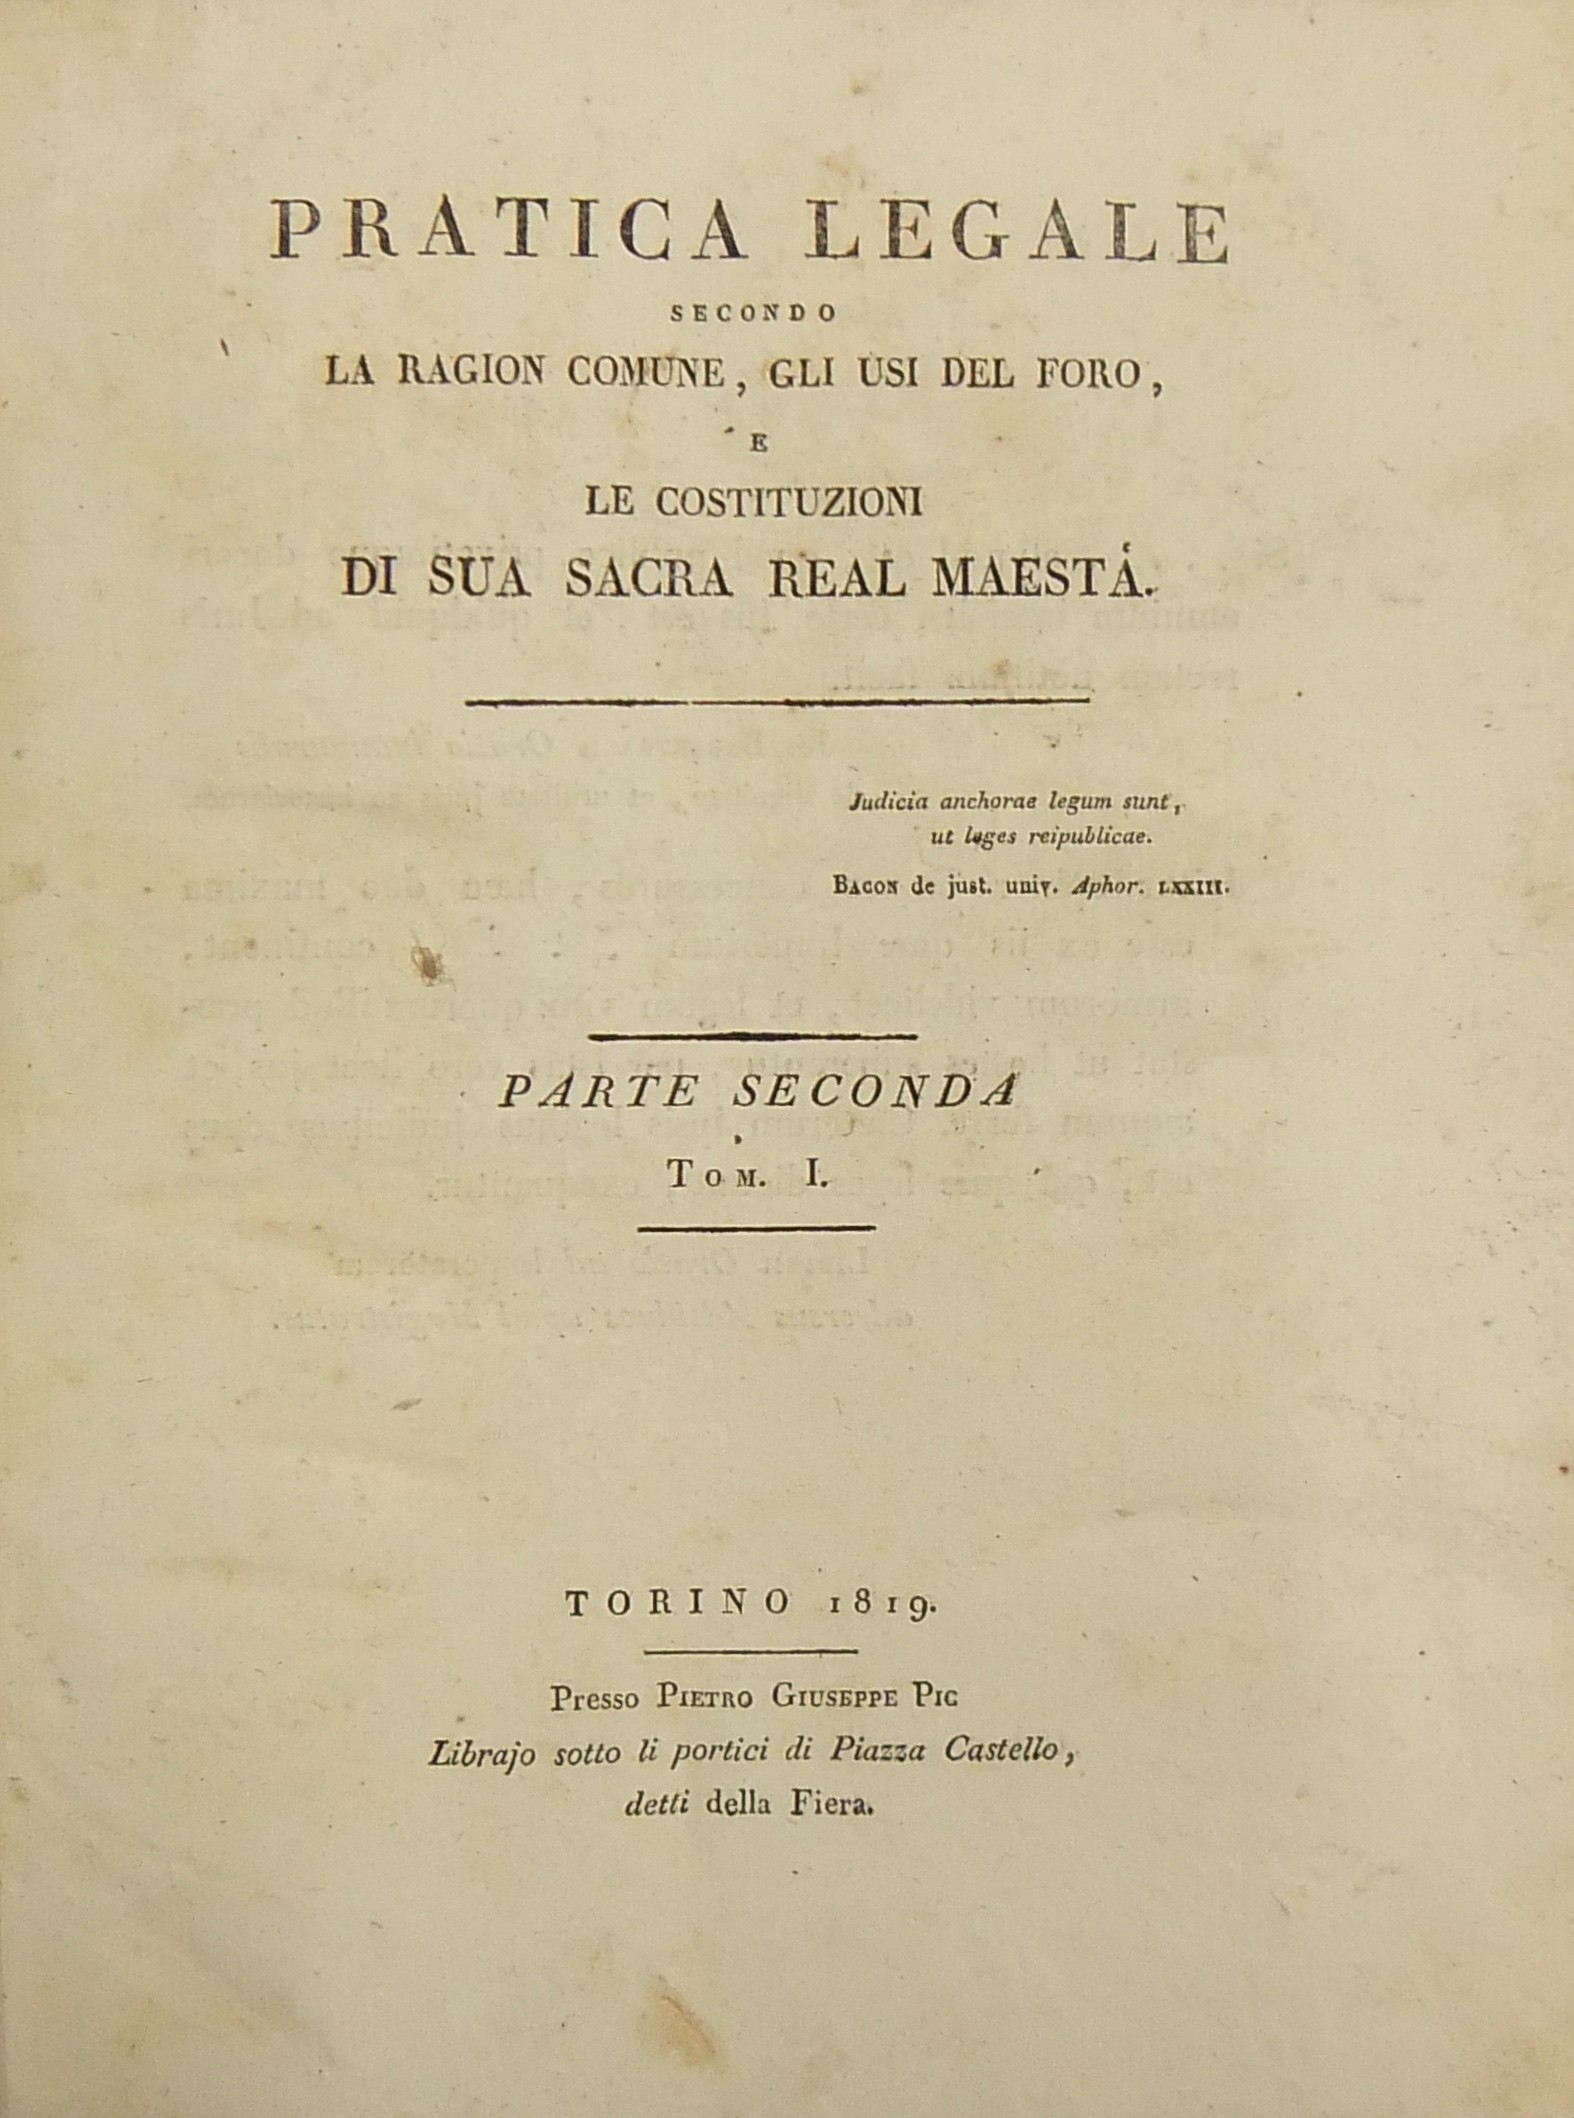 PRATICA LEGALE
SECONDO
LA RAGION COMUNE, GLI USI DEL FORO,
E
LE COSTITUZIONI
DI SUA SACRA REAL MAESTÀ.
Judicia anchorae legum sunt,
ut leges reipublicae.
BACON de just. univ. Aphor. LXXIII.
PARTE SECONDA
TOM. I.
TORINO 1819.
Presso PIETRO GIUSEPPE PIC
Librajo sotto li portici di Piazza Castello,
detti della Fiera.